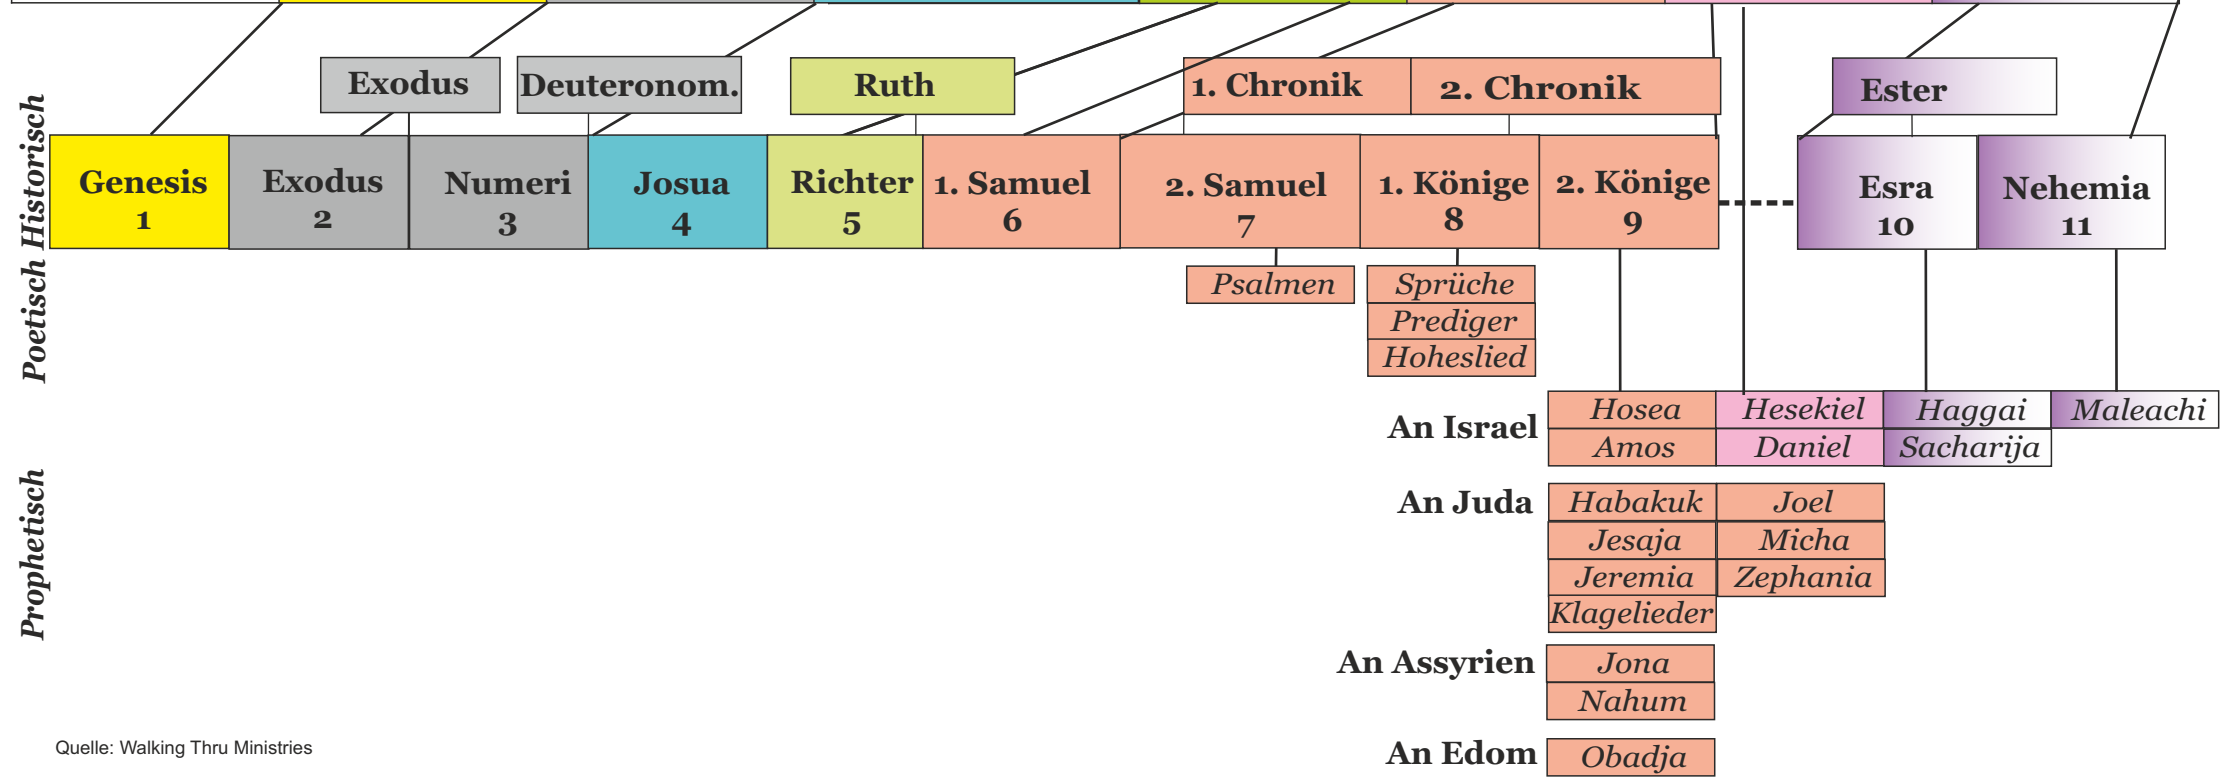 Exodus
Deuteronom.
Ruth
1. Chronik
2. Chronik
Ester
Historisch
Genesis
1
Exodus
2
Numeri
3
Josua
4
Richter
5
1. Samuel
6
2. Samuel
7
1. Könige
8
2. Könige
9
Esra
10
Nehemia
11
Poetisch
Psalmen
Sprüche
Prediger
Hoheslied
Prophetisch
An Israel
Hosea
Hesekiel
Haggai
Maleachi
Amos
Daniel
Sacharija
An Juda
Habakuk
Joel
Jesaja
Micha
Jeremia
Zephania
Klagelieder
An Assyrien
Jona
Nahum
An Edom
Obadja
Quelle: Walking Thru Ministries